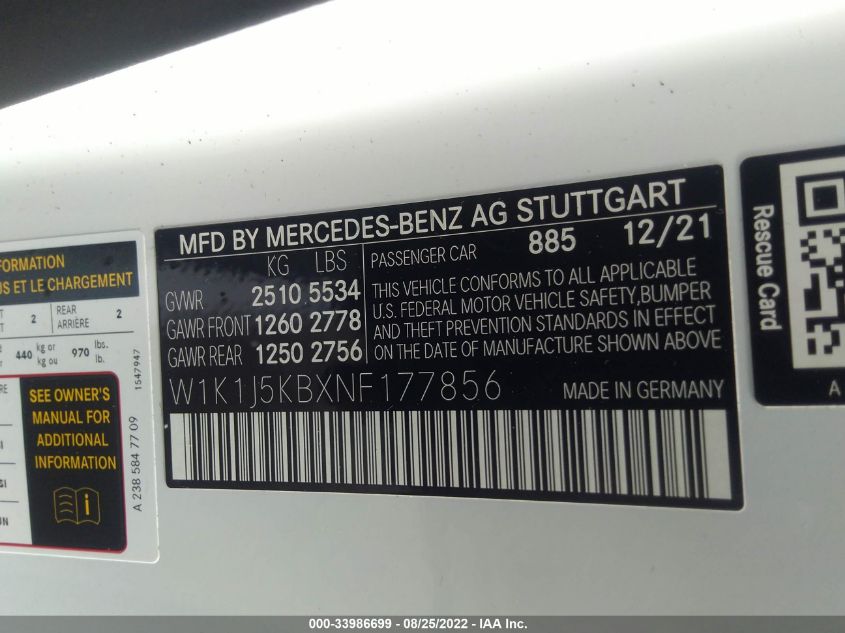 FORMATION
US ET LE CHARGEMENT
2
REAR
ARRIÈRE
2
440 kg or
kg ou
970 lbs.
lb.
1547947
SEE OWNER'S
MANUAL FOR
ADDITIONAL
INFORMATION
A 238 584 77 09
MFD BY MERCEDES-BENZ AG STUTTGART
KG LBS
GVWR 2510 5534
GAWR FRONT 1260 2778
GAWR REAR 1250 2756
PASSENGER CAR 885 12/21
THIS VEHICLE CONFORMS TO ALL APPLICABLE
U.S. FEDERAL MOTOR VEHICLE SAFETY, BUMPER
AND THEFT PREVENTION STANDARDS IN EFFECT
ON THE DATE OF MANUFACTURE SHOWN ABOVE
W1K1J5KBXNF177856
MADE IN GERMANY
Rescue Card
A
000-33986699 - 08/25/2022 - IAA Inc.